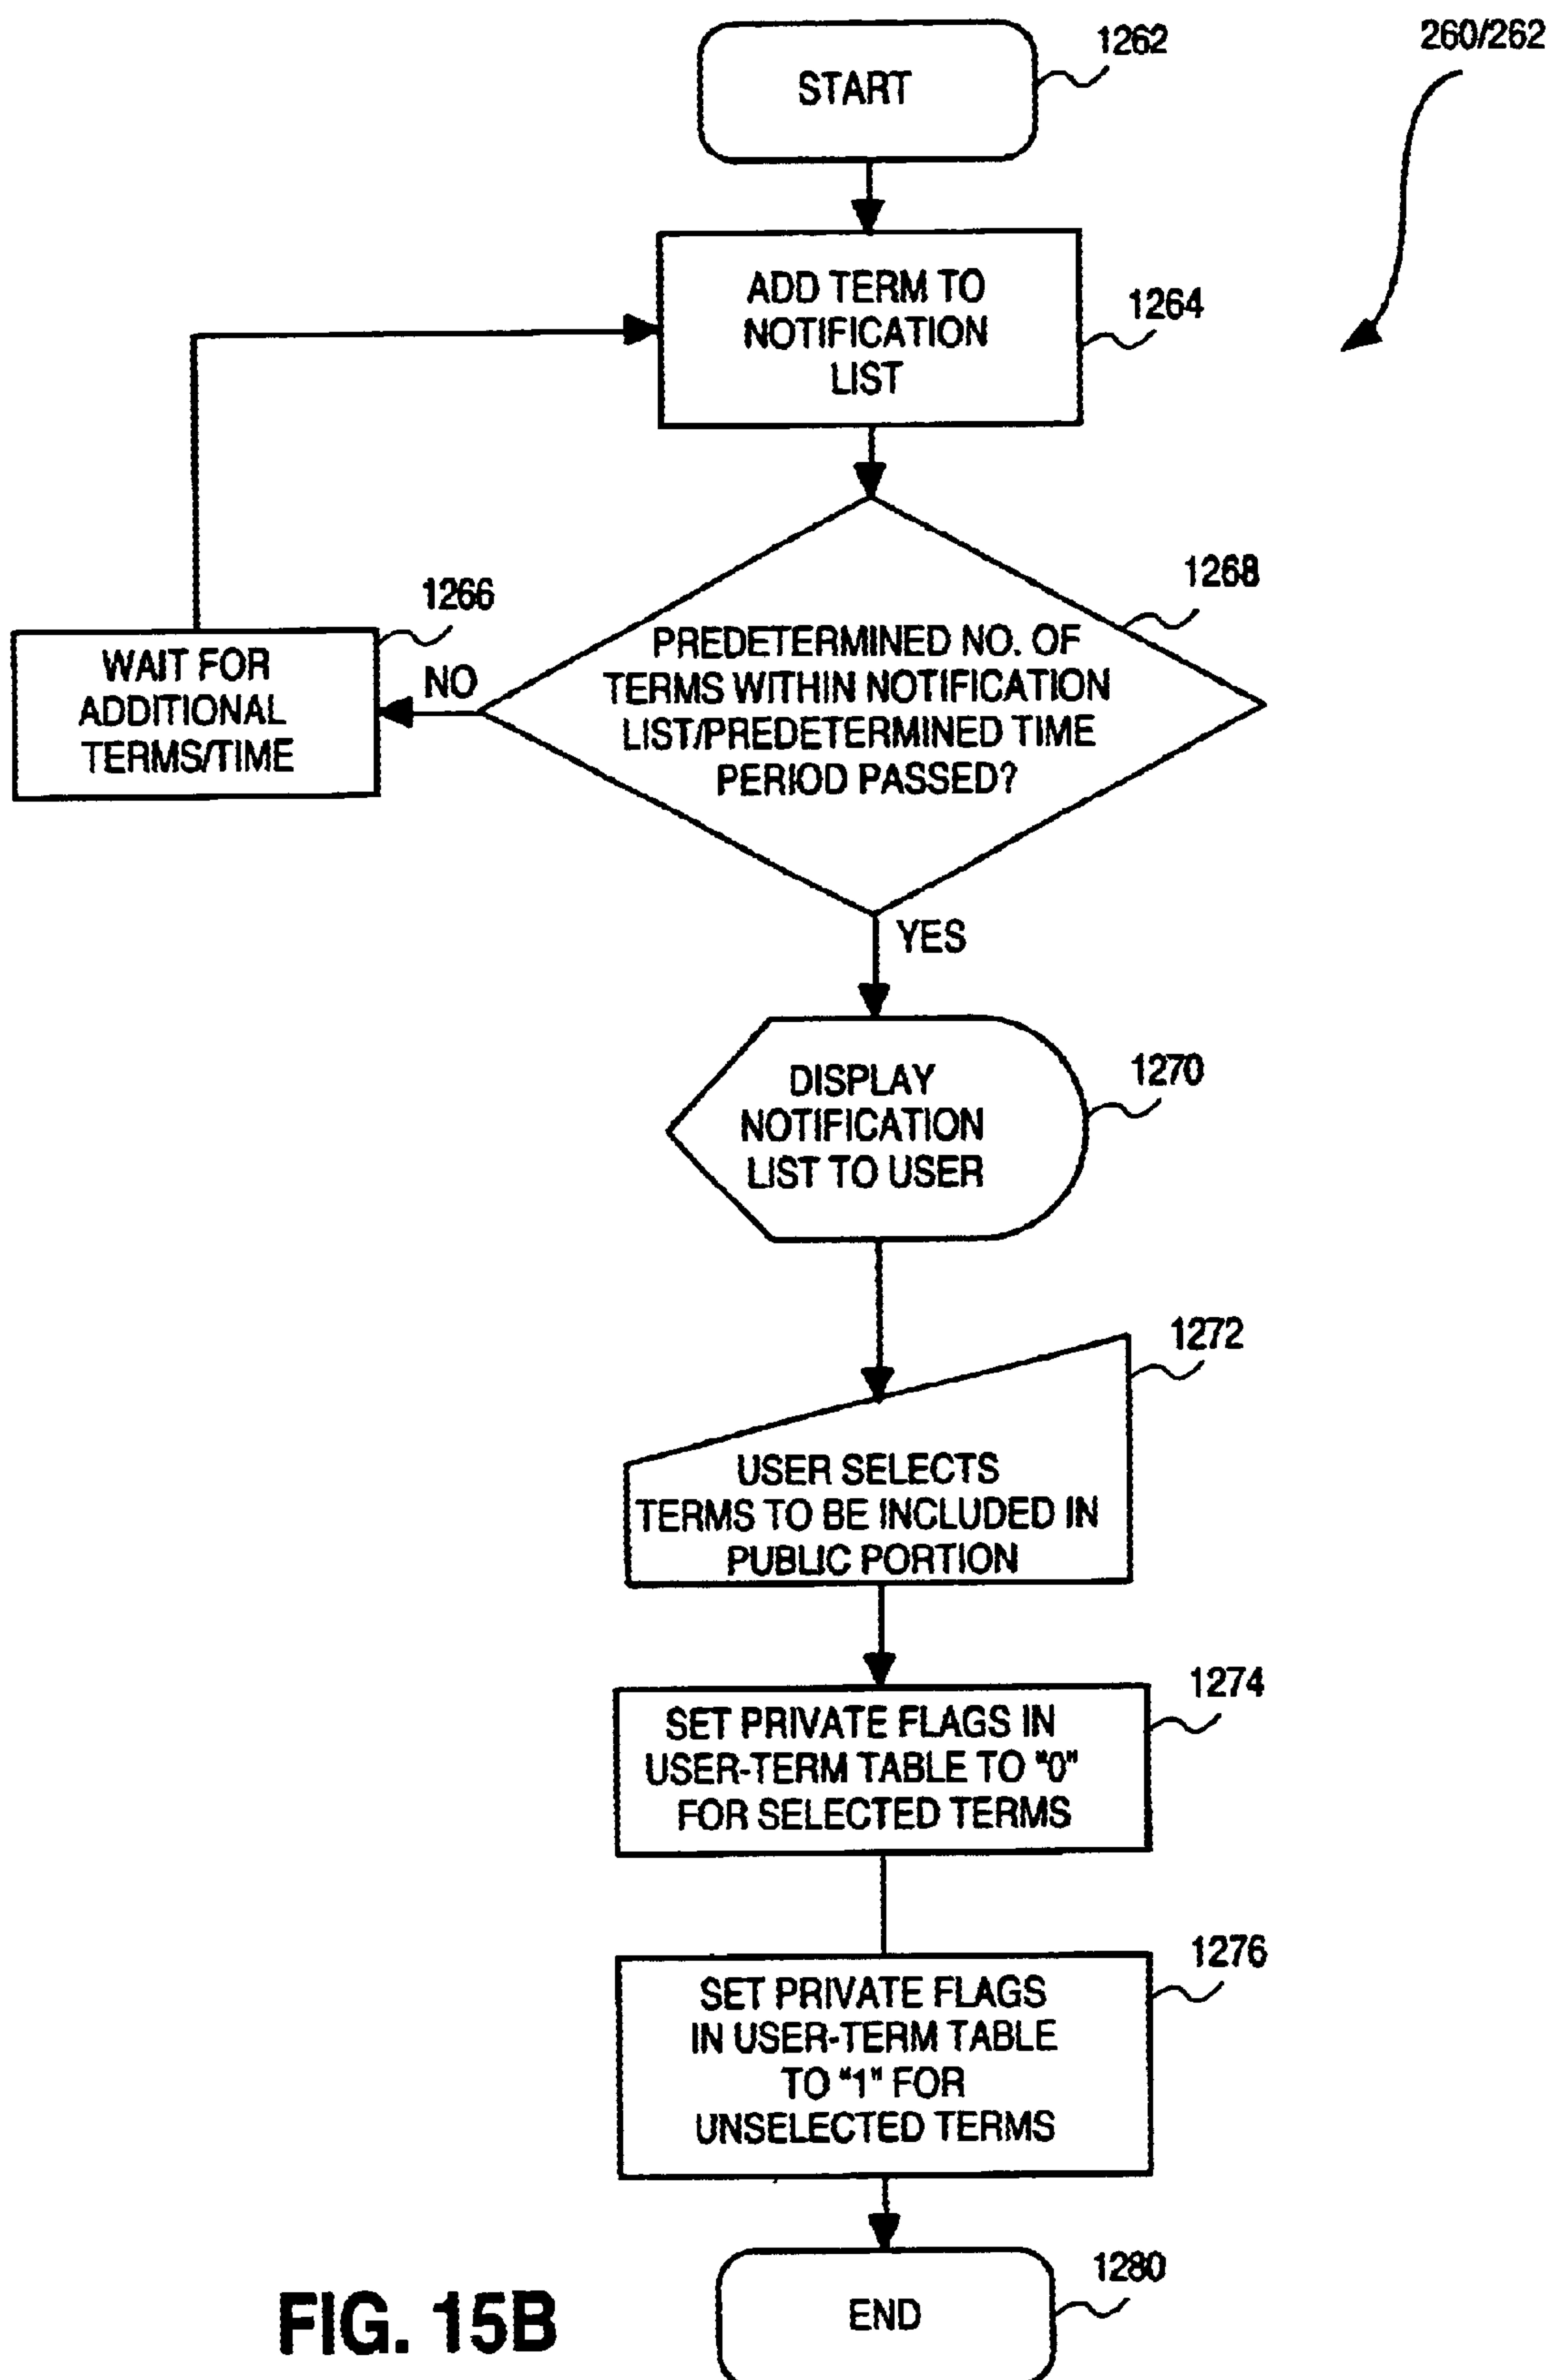 260/262
1262
START
1264
ADD TERM TO
NOTIFICATION
LIST
1268
PREDETERMINED NO. OF
TERMS WITHIN NOTIFICATION
LIST/PREDETERMINED TIME
PERIOD PASSED?
NO
1266
WAIT FOR
ADDITIONAL
TERMS/TIME
YES
1270
DISPLAY
NOTIFICATION
LIST TO USER
1272
USER SELECTS
TERMS TO BE INCLUDED IN
PUBLIC PORTION
1274
SET PRIVATE FLAGS IN
USER-TERM TABLE TO "0"
FOR SELECTED TERMS
1276
SET PRIVATE FLAGS
IN USER-TERM TABLE
TO "1" FOR
UNSELECTED TERMS
1280
END
FIG. 15B